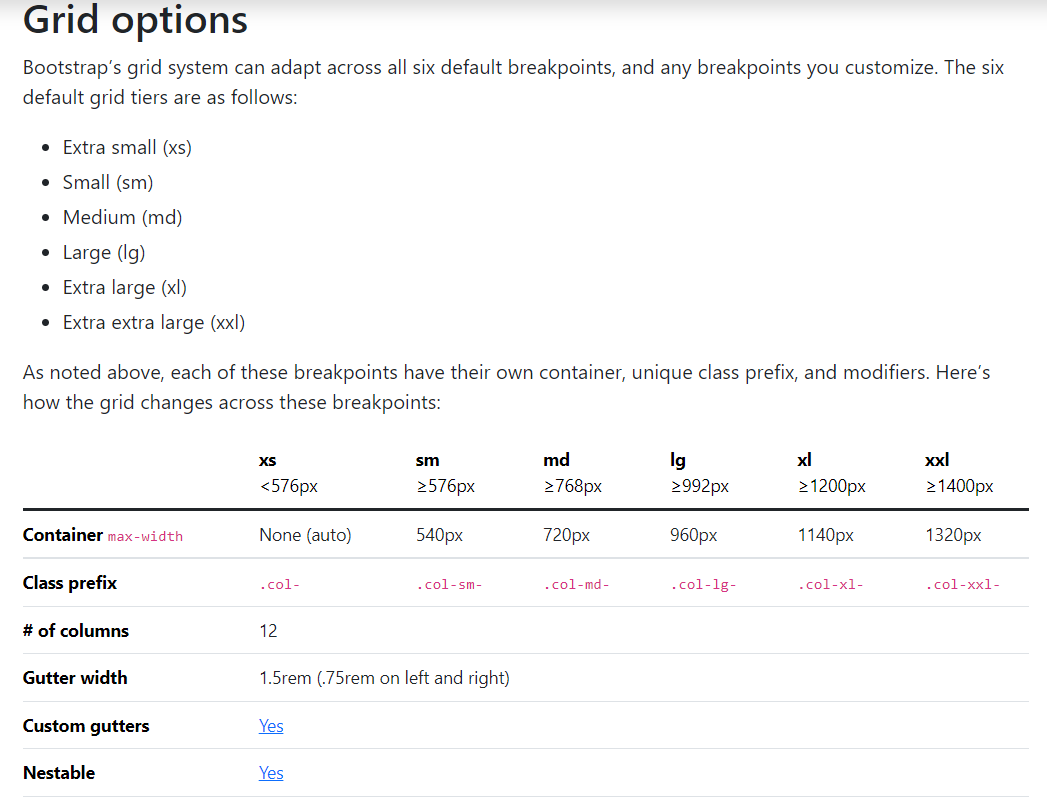 Grid options
Bootstrap’s grid system can adapt across all six default breakpoints, and any breakpoints you customize. The six
default grid tiers are as follows:
• Extra small (xs)
• Small (sm)
• Medium (md)
• Large (lg)
• Extra large (xl)
• Extra extra large (xxl)
As noted above, each of these breakpoints have their own container, unique class prefix, and modifiers. Here’s
how the grid changes across these breakpoints:
xs sm md lg xl xxl
<576px ≥576px ≥768px ≥992px ≥1200px ≥1400px
Container max-width None (auto) 540px 720px 960px 1140px 1320px
Class prefix .col- .col-sm- .col-md- .col-lg- .col-xl- .col-xxl-
# of columns 12
Gutter width 1.5rem (.75rem on left and right)
Custom gutters Yes
Nestable Yes